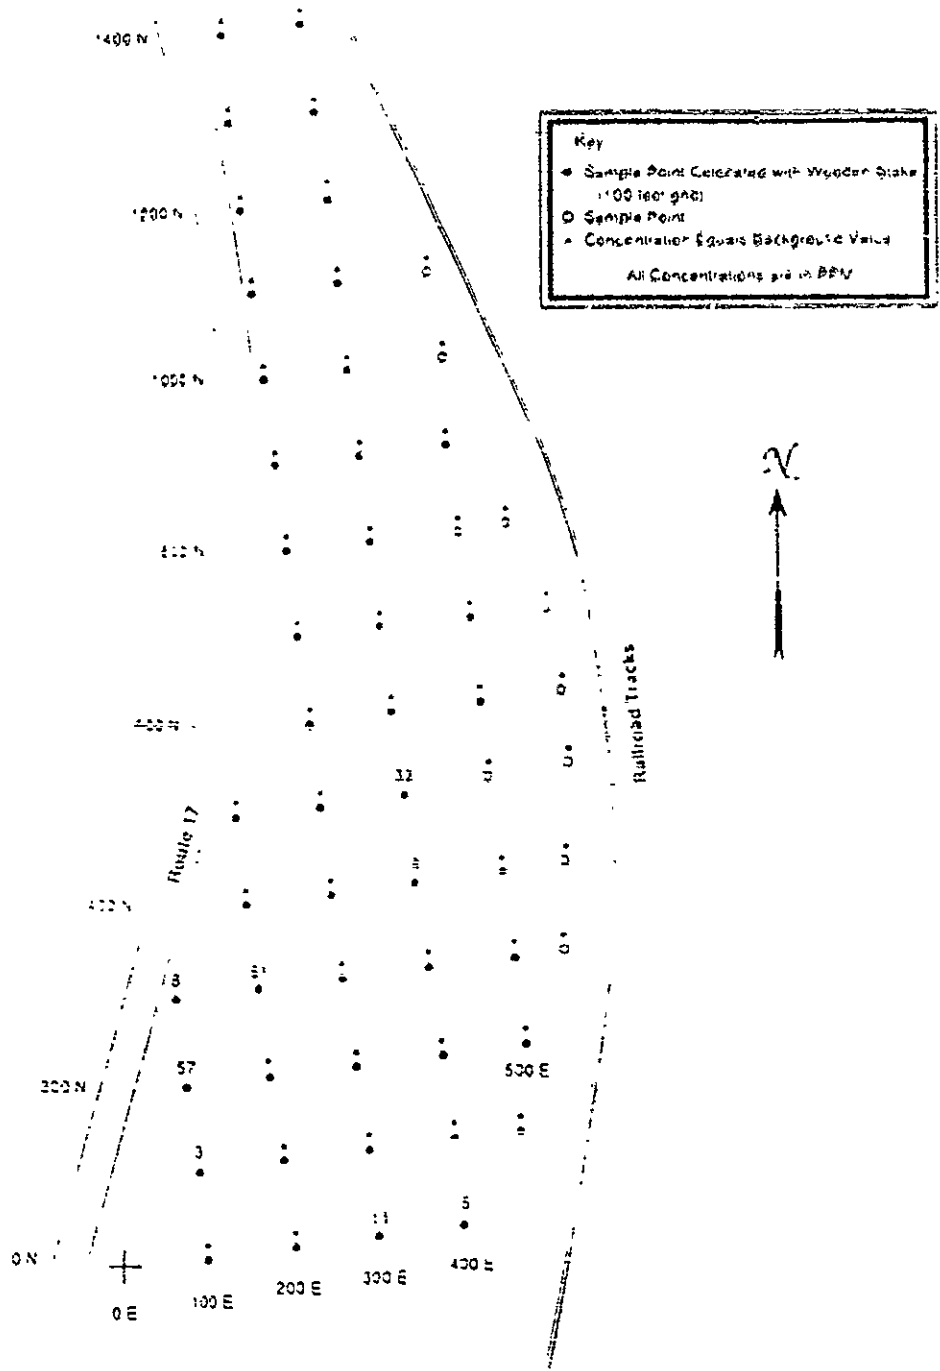 1400 N
Key
Sample Point Colocated with Wooden Stake
(100 foot grid)
Sample Point
Concentration Equals Background Value
All Concentrations are in PPM
1200 N
1000 N
N
800 N
Railroad Tracks
600 N
32
Route 17
400 N
8
57
500 E
200 N
3
5
11
0 N
400 E
300 E
200 E
100 E
0 E